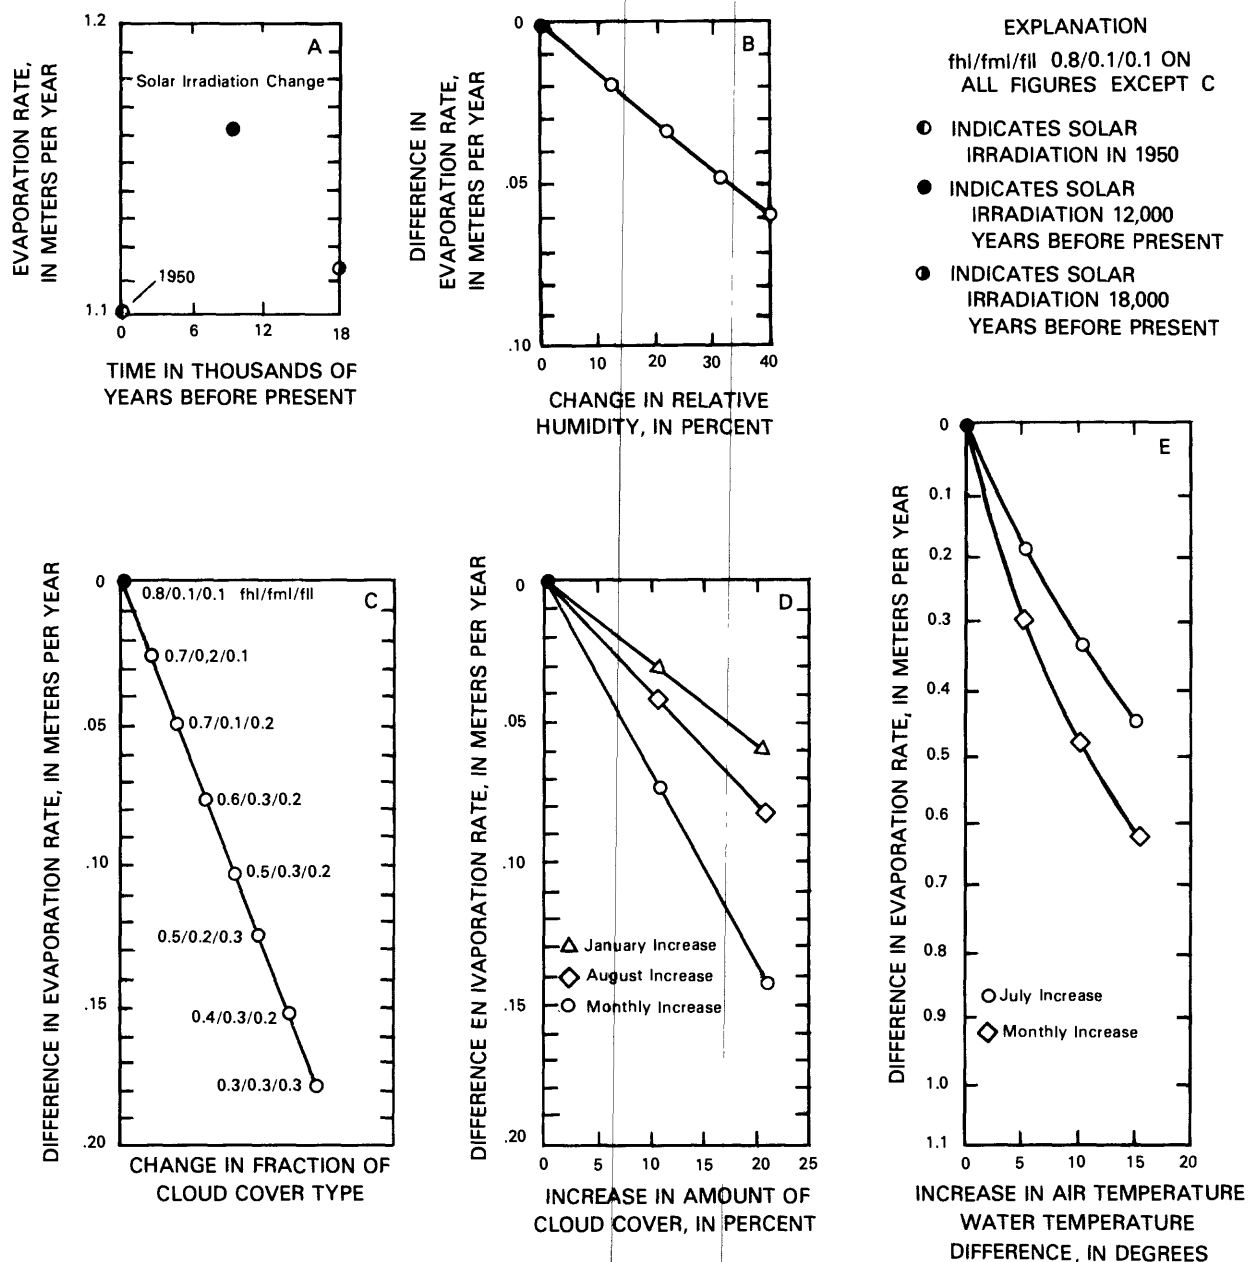 1.2
1.1
A
Solar Irradiation Change
1950
0 6 12 18
EVAPORATION RATE,
IN METERS PER YEAR
TIME IN THOUSANDS OF
YEARS BEFORE PRESENT
0
.05
.10
B
0 10 20 30 40
DIFFERENCE IN
EVAPORATION RATE,
IN METERS PER YEAR
CHANGE IN RELATIVE
HUMIDITY, IN PERCENT
EXPLANATION
fhl/fml/fll 0.8/0.1/0.1 ON
ALL FIGURES EXCEPT C
INDICATES SOLAR
IRRADIATION IN 1950
INDICATES SOLAR
IRRADIATION 12,000
YEARS BEFORE PRESENT
INDICATES SOLAR
IRRADIATION 18,000
YEARS BEFORE PRESENT
0
.05
.10
.15
.20
C
0.8/0.1/0.1 fhl/fml/fll
0.7/0,2/0.1
0.7/0.1/0.2
0.6/0.3/0.2
0.5/0.3/0.2
0.5/0.2/0.3
0.4/0.3/0.2
0.3/0.3/0.3
DIFFERENCE IN EVAPORATION RATE, IN METERS PER YEAR
CHANGE IN FRACTION OF
CLOUD COVER TYPE
0
.05
.10
.15
.20
D
January Increase
August Increase
Monthly Increase
0 5 10 15 20 25
DIFFERENCE EN IVAPORATION RATE, IN METERS PER YEAR
INCREASE IN AMOUNT OF
CLOUD COVER, IN PERCENT
0
0.1
0.2
0.3
0.4
0.5
0.6
0.7
0.8
0.9
1.0
1.1
E
July Increase
Monthly Increase
0 5 10 15 20
DIFFERENCE IN EVAPORATION RATE, IN METERS PER YEAR
INCREASE IN AIR TEMPERATURE
WATER TEMPERATURE
DIFFERENCE, IN DEGREES